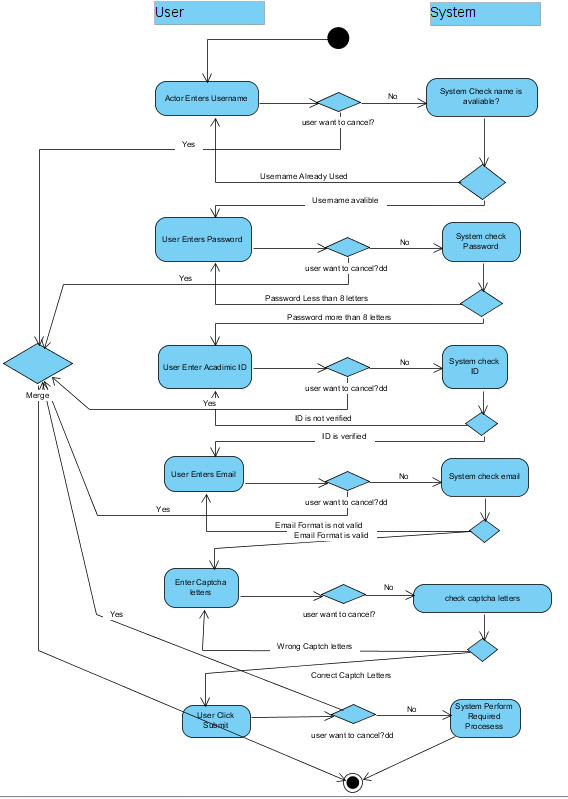 User
System
Actor Enters Username
No
System Check name is
avaliable?
user want to cancel?
Yes
Username Already Used
Username avalible
User Enters Password
No
System check
Password
user want to cancel?dd
Yes
Password Less than 8 letters
Password more than 8 letters
User Enter Acadimic ID
No
System check
ID
user want to cancel?dd
Merge
Yes
ID is not verified
ID is verified
User Enters Email
No
System check email
user want to cancel?dd
Yes
Email Format is not valid
Email Format is valid
Enter Captcha
letters
No
check captcha letters
user want to cancel?
Yes
Wrong Captch letters
Correct Captch Letters
User Click
Submit
No
System Perform
Required
Procesess
user want to cancel?dd